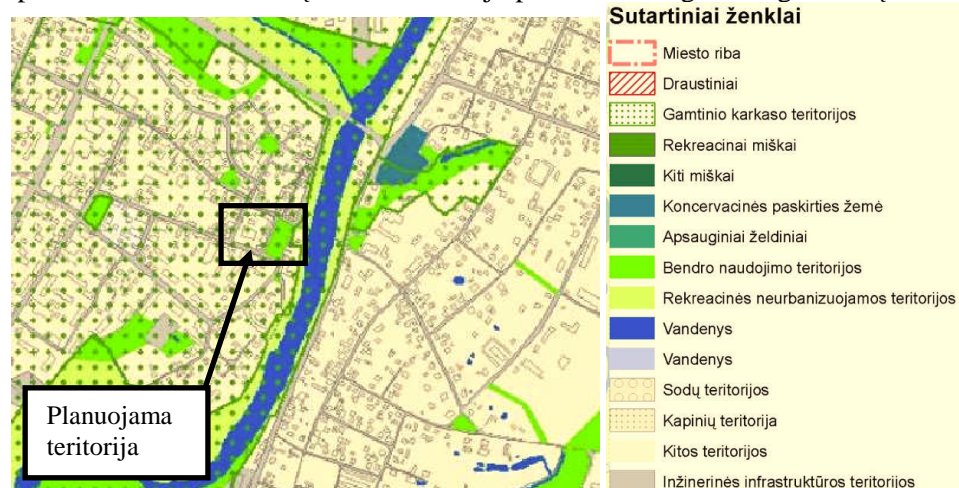 Sutartiniai ženklai
Miesto riba
Draustiniai
Gamtinio karkaso teritorijos
Rekreacinai miškai
Kiti miškai
Koncervacinės paskirties žemė
Apsauginiai želdiniai
Bendro naudojimo teritorijos
Rekreacinės neurbanizuojamos teritorijos
Vandenys
Vandenys
Sodų teritorijos
Kapinių teritorija
Kitos teritorijos
Inžinerinės infrastruktūros teritorijos
Planuojama
teritorija